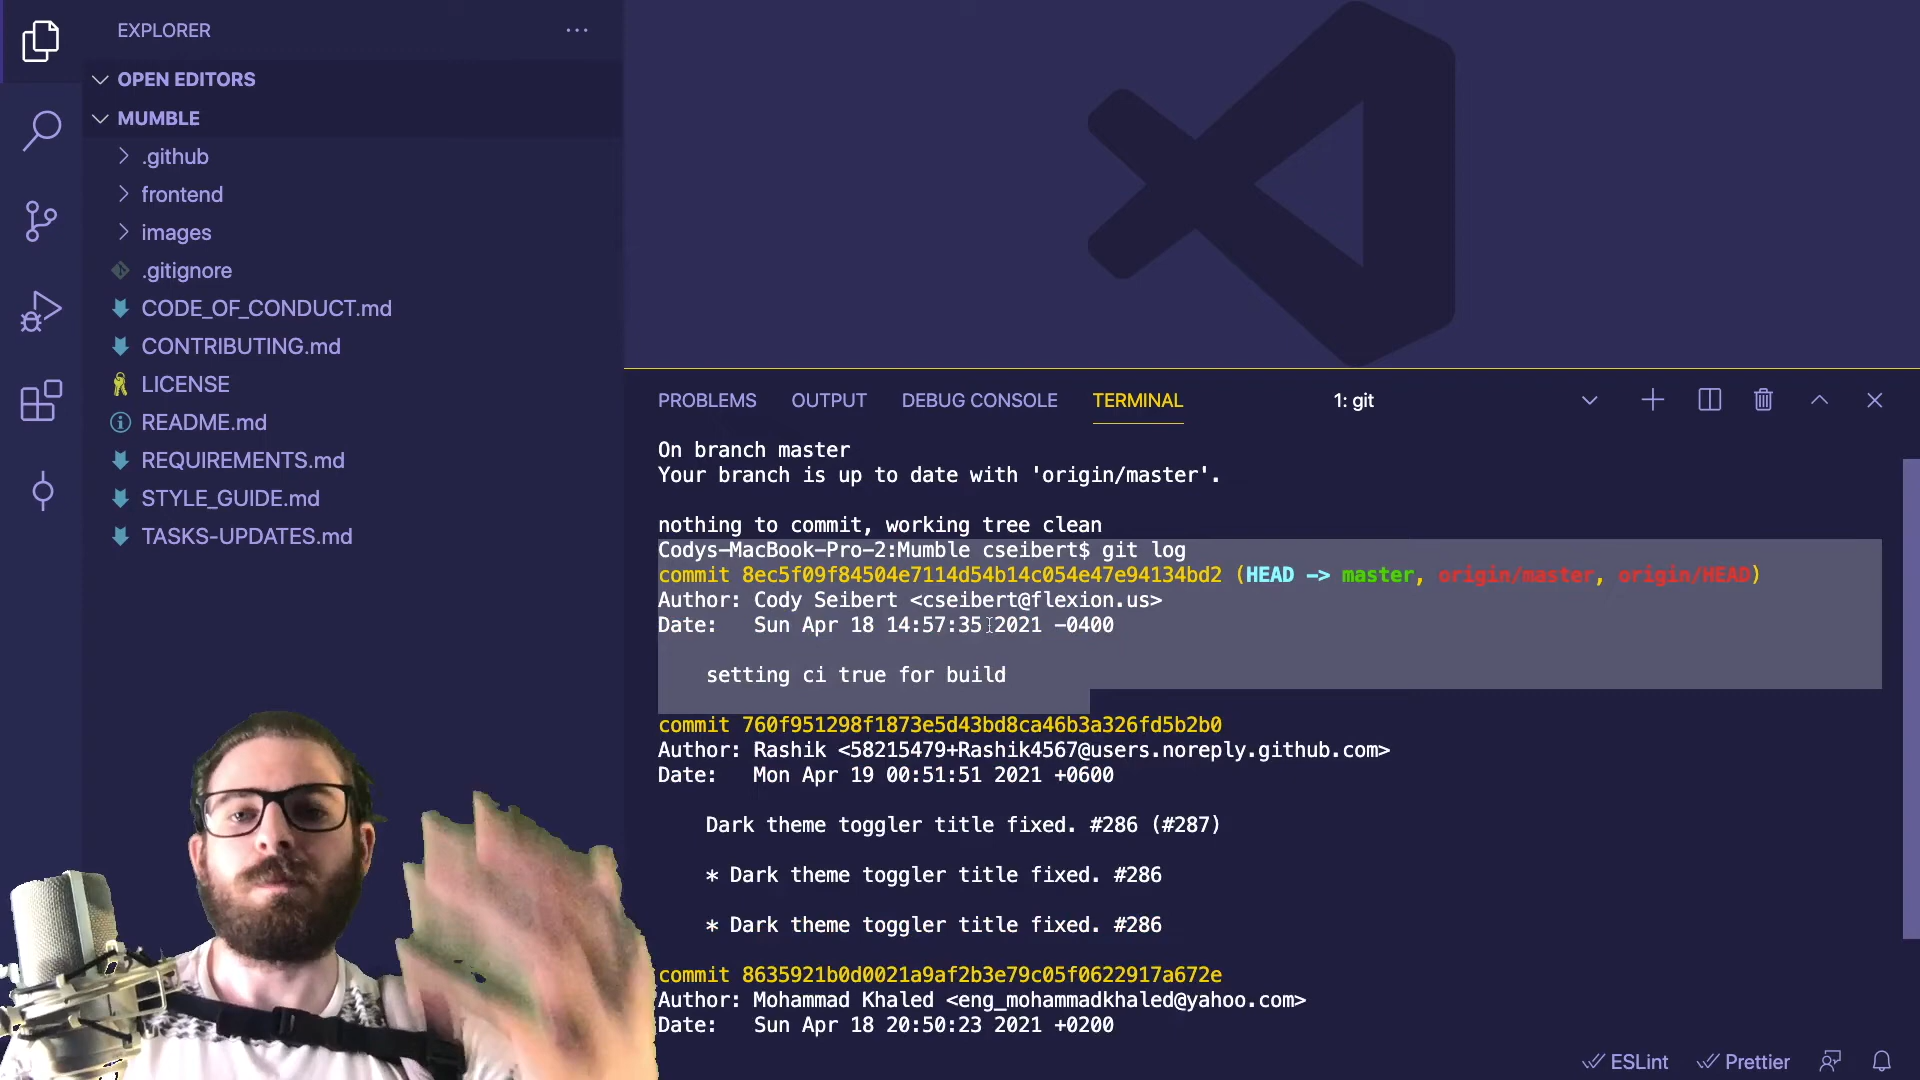 EXPLORER
OPEN EDITORS
MUMBLE
.github
frontend
images
.gitignore
CODE_OF_CONDUCT.md
CONTRIBUTING.md
LICENSE
README.md
REQUIREMENTS.md
STYLE_GUIDE.md
TASKS-UPDATES.md
PROBLEMS OUTPUT DEBUG CONSOLE TERMINAL 1: git
On branch master
Your branch is up to date with 'origin/master'.
nothing to commit, working tree clean
Codys-MacBook-Pro-2:Mumble cseibert$ git log
commit 8ec5f09f84504e7114d54b14c054e47e94134bd2 (HEAD -> master, origin/master, origin/HEAD)
Author: Cody Seibert <cseibert@flexion.us>
Date: Sun Apr 18 14:57:35 2021 -0400
setting ci true for build
commit 760f951298f1873e5d43bd8ca46b3a326fd5b2b0
Author: Rashik <58215479+Rashik4567@users.noreply.github.com>
Date: Mon Apr 19 00:51:51 2021 +0600
Dark theme toggler title fixed. #286 (#287)
* Dark theme toggler title fixed. #286
* Dark theme toggler title fixed. #286
commit 8635921b0d0021a9af2b3e79c05f0622917a672e
Author: Mohammad Khaled <eng_mohammadkhaled@yahoo.com>
Date: Sun Apr 18 20:50:23 2021 +0200
ESLint Prettier